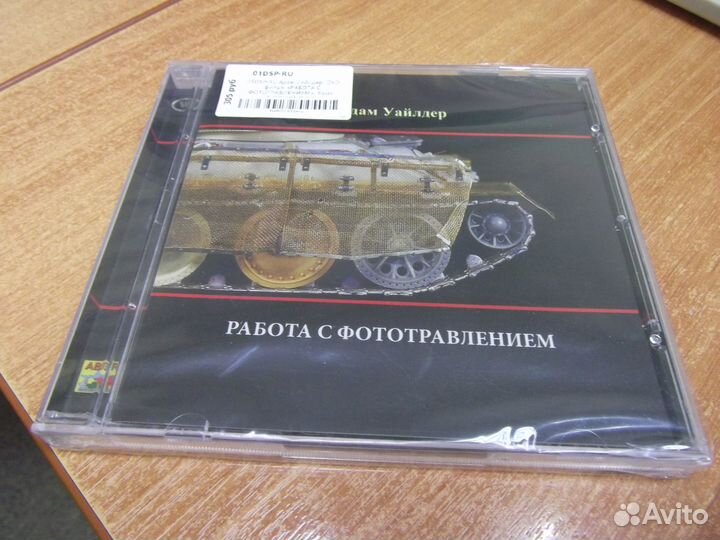 01DSP-RU
305 руб
дам Уайлдер
РАБОТА С ФОТОТРАВЛЕНИЕМ
Avito